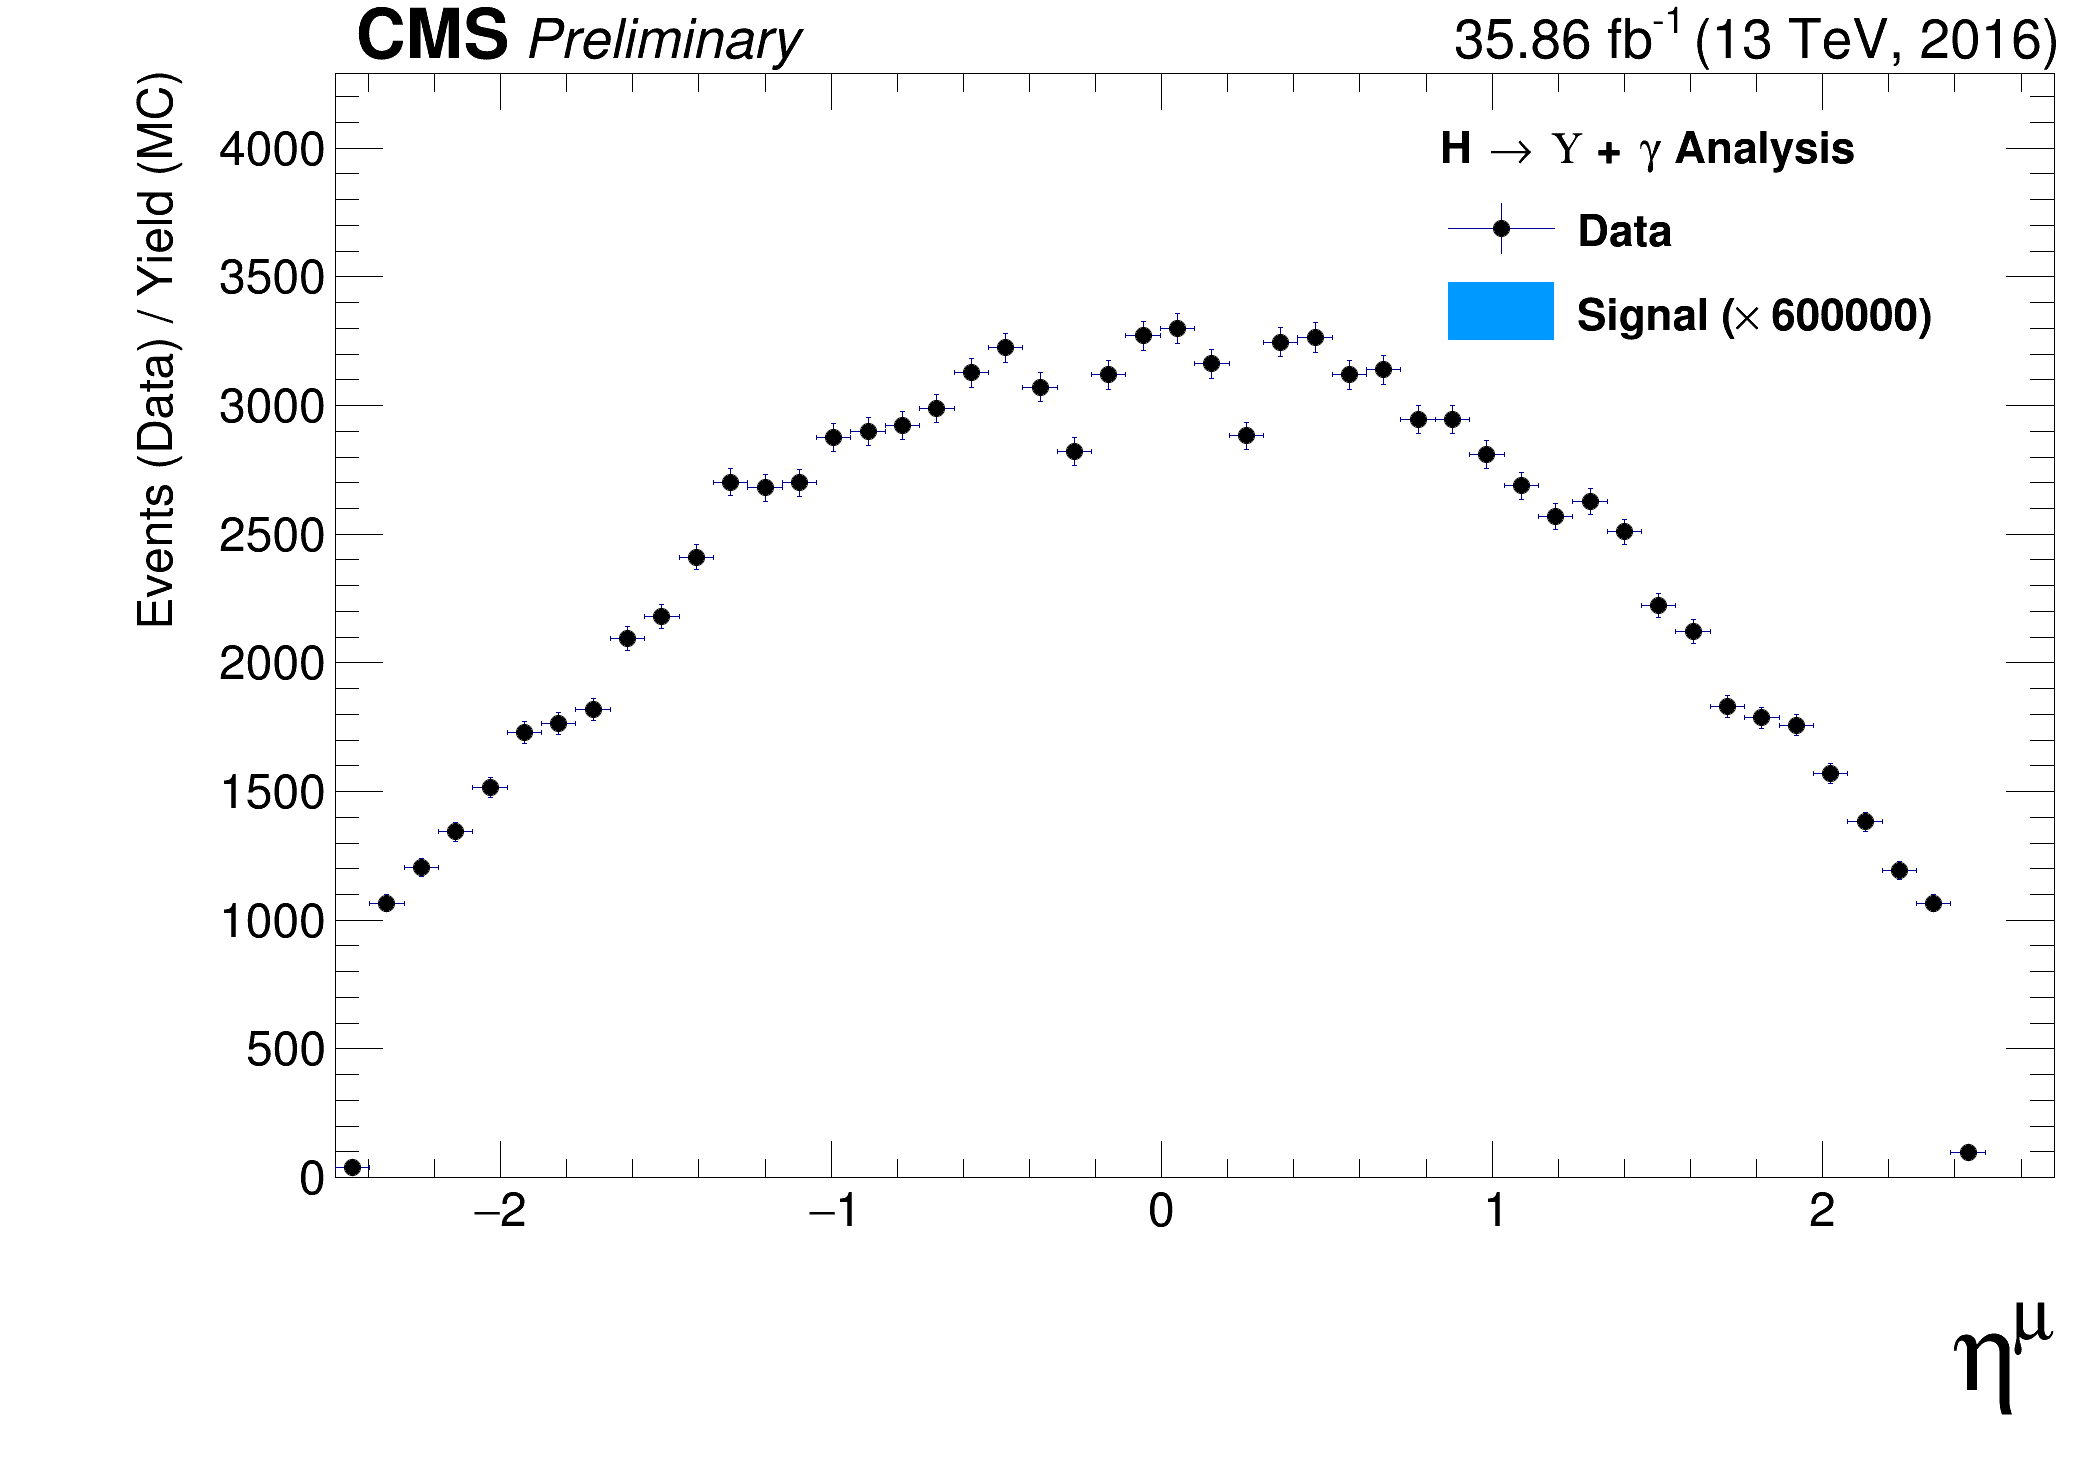 CMS Preliminary
35.86 fb⁻¹ (13 TeV, 2016)
Events (Data) / Yield (MC)
4000
3500
3000
2500
2000
1500
1000
500
0
H → Υ + γ Analysis
Data
Signal (× 600000)
−2
−1
0
1
2
η^μ